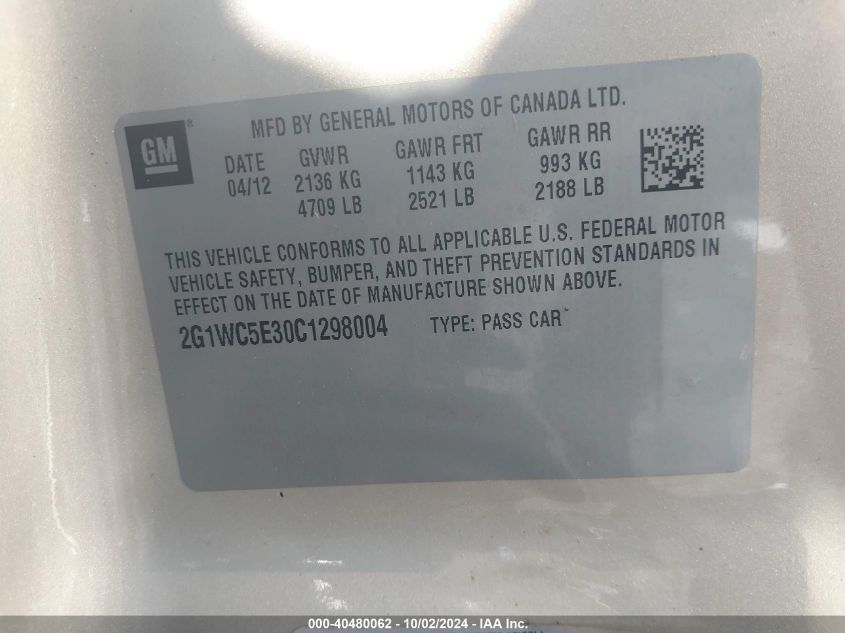 MFD BY GENERAL MOTORS OF CANADA LTD.
GM
DATE GVWR GAWR FRT GAWR RR
04/12 2136 KG 1143 KG 993 KG
4709 LB 2521 LB 2188 LB
THIS VEHICLE CONFORMS TO ALL APPLICABLE U.S. FEDERAL MOTOR
VEHICLE SAFETY, BUMPER, AND THEFT PREVENTION STANDARDS IN
EFFECT ON THE DATE OF MANUFACTURE SHOWN ABOVE.
2G1WC5E30C1298004 TYPE: PASS CAR
000-40480062 - 10/02/2024 - IAA Inc.